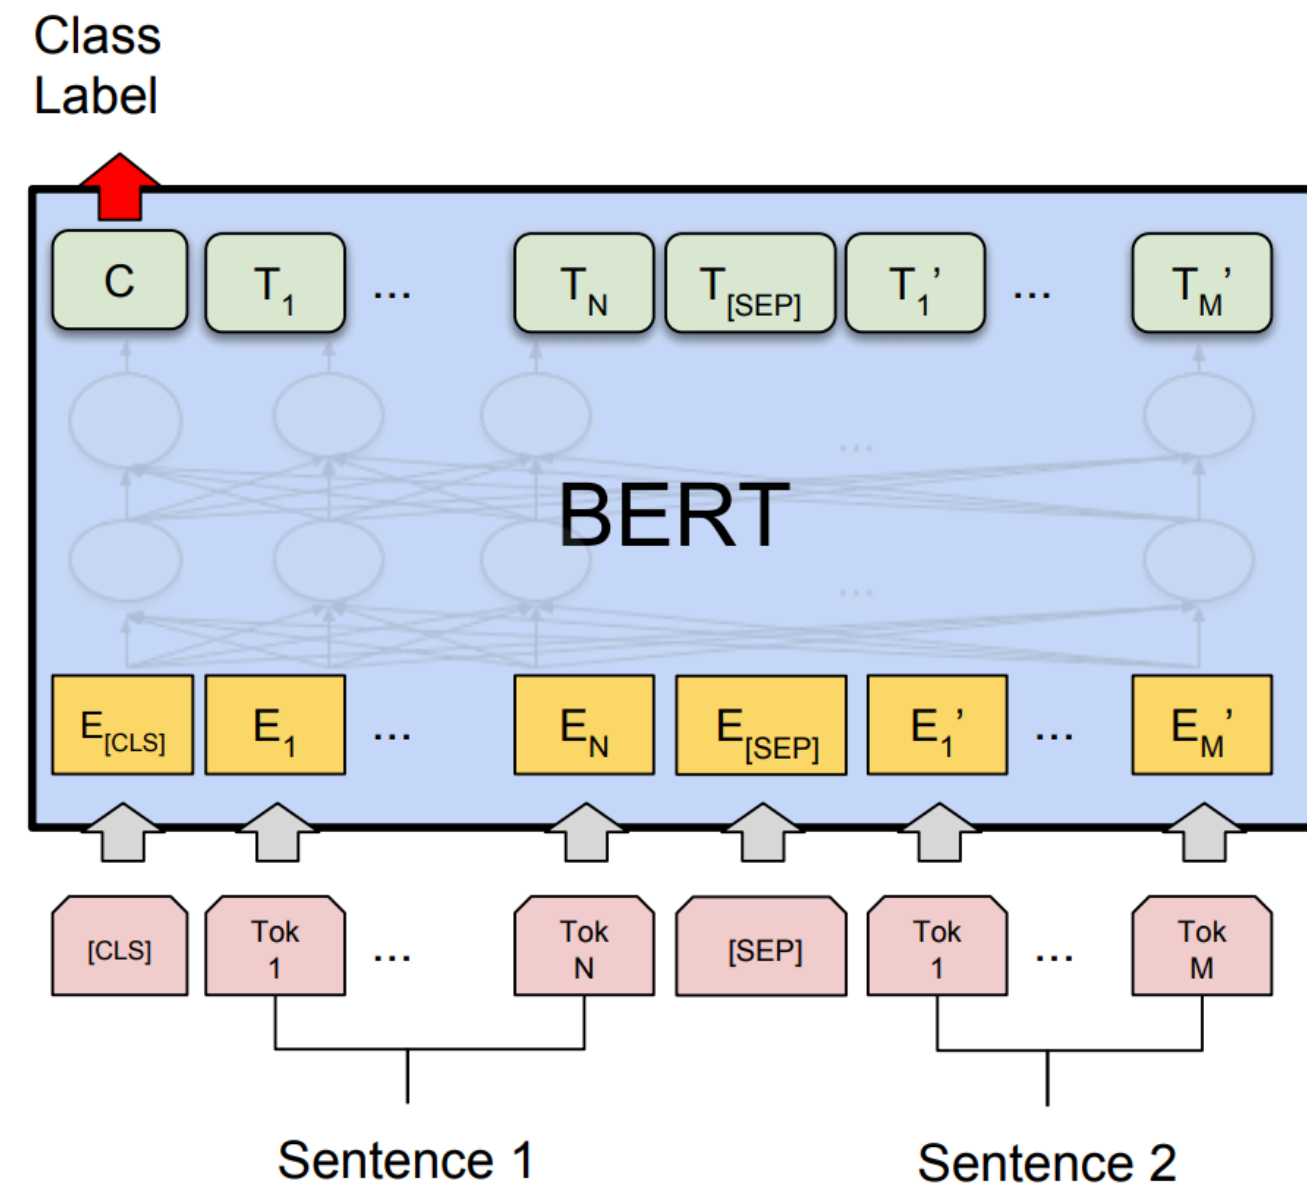 Class
Label
C T1 ... TN T[SEP] T1’ ... TM’
...
BERT
...
E[CLS] E1 ... EN E[SEP] E1’ ... EM’
[CLS] Tok 1 ... Tok N [SEP] Tok 1 ... Tok M
Sentence 1 Sentence 2